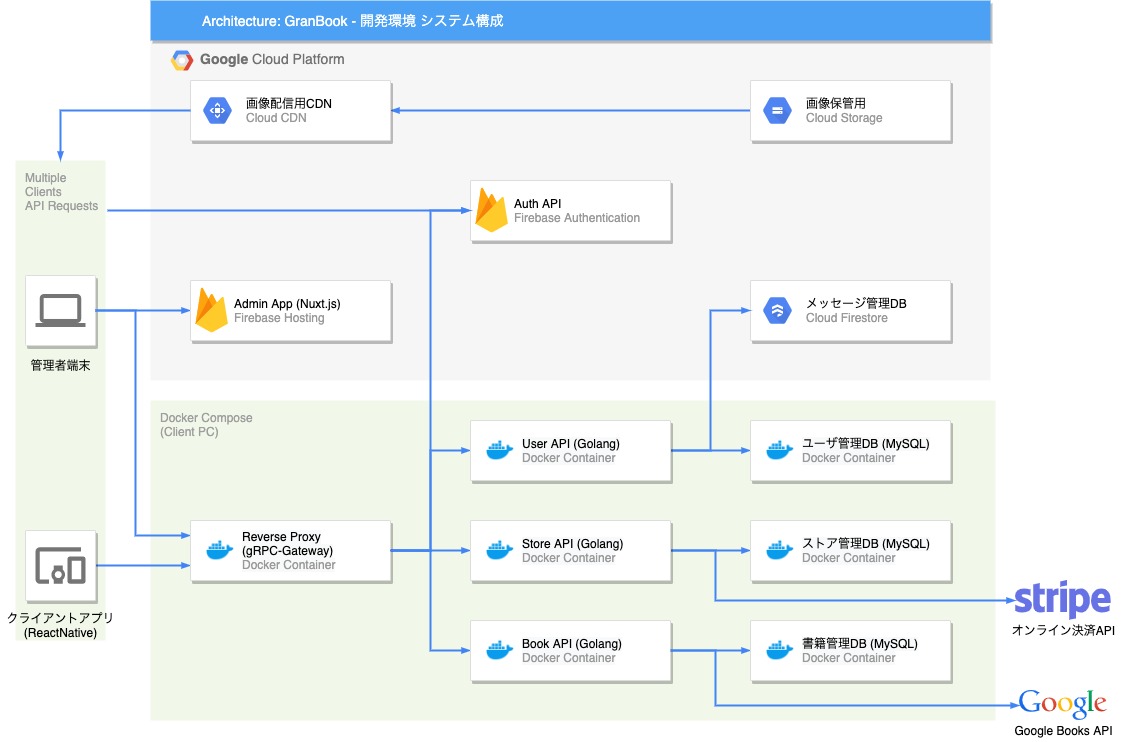 Architecture: GranBook - 開発環境 システム構成
Google Cloud Platform
画像配信用CDN
Cloud CDN
画像保管用
Cloud Storage
Multiple
Clients
API Requests
Auth API
Firebase Authentication
Admin App (Nuxt.js)
Firebase Hosting
メッセージ管理DB
Cloud Firestore
管理者端末
Docker Compose
(Client PC)
User API (Golang)
Docker Container
ユーザ管理DB (MySQL)
Docker Container
Reverse Proxy
(gRPC-Gateway)
Docker Container
Store API (Golang)
Docker Container
ストア管理DB (MySQL)
Docker Container
クライアントアプリ
(ReactNative)
stripe
オンライン決済API
Book API (Golang)
Docker Container
書籍管理DB (MySQL)
Docker Container
Google
Google Books API